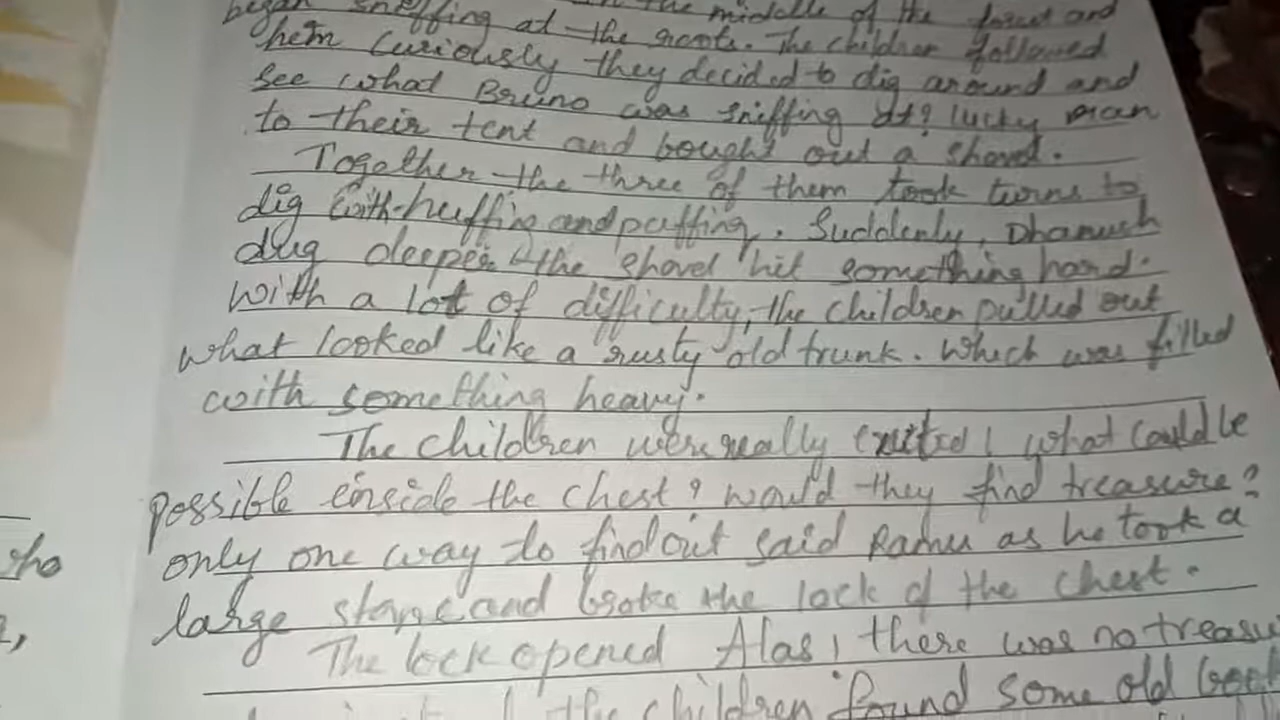 began sniffing at the roots. The children followed
hem curiously they decided to dig around and
see what Bruno was sniffing at? lucky
to their tent and bought out a shovel.
Together the three of them took turns to
dig with huffing and puffing. Suddenly, Dhanush
dug deeper the shovel hit something hard.
with a lot of difficulty, the children pulled out
what looked like a rusty old trunk. Which was filled
with something heavy.
The children were really what could be
possible inside the chest? would they find treasure?
only one way to find out said Ramu as he took a
large stone and broke the lock of the chest.
The lock opened Alas, there was no treasu
the children found some old
sho